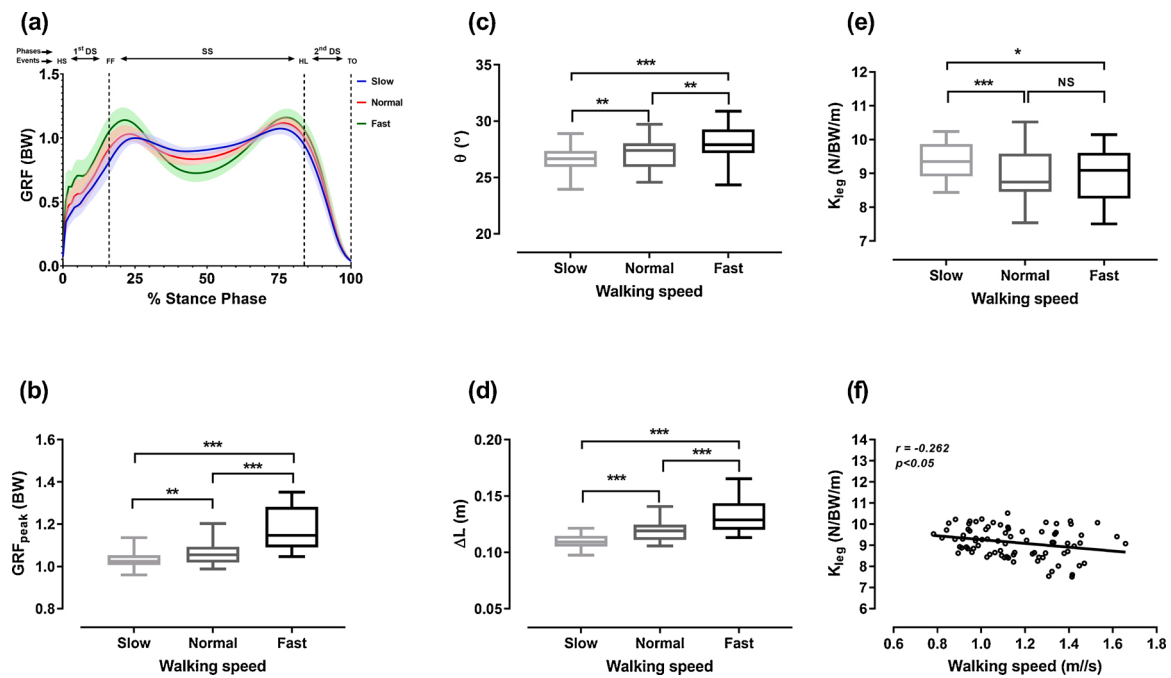 (a)
Phases
Events
HS
1st DS
FF
SS
HL
2nd DS
TO
GRF (BW)
1.5
1.0
0.5
0.0
0
25
50
75
100
% Stance Phase
Slow
Normal
Fast
(c)
θ (°)
35
30
25
20
***
**
**
Slow
Normal
Fast
Walking speed
(e)
Kleg (N/BW/m)
12
11
10
9
8
7
6
*
***
NS
Slow
Normal
Fast
Walking speed
(b)
GRFpeak (BW)
1.6
1.4
1.2
1.0
0.8
***
***
**
Slow
Normal
Fast
Walking speed
(d)
ΔL (m)
0.20
0.15
0.10
0.05
***
***
***
Slow
Normal
Fast
Walking speed
(f)
Kleg (N/BW/m)
14
13
12
11
10
9
8
7
6
r = -0.262
p<0.05
0.6
0.8
1.0
1.2
1.4
1.6
1.8
Walking speed (m//s)